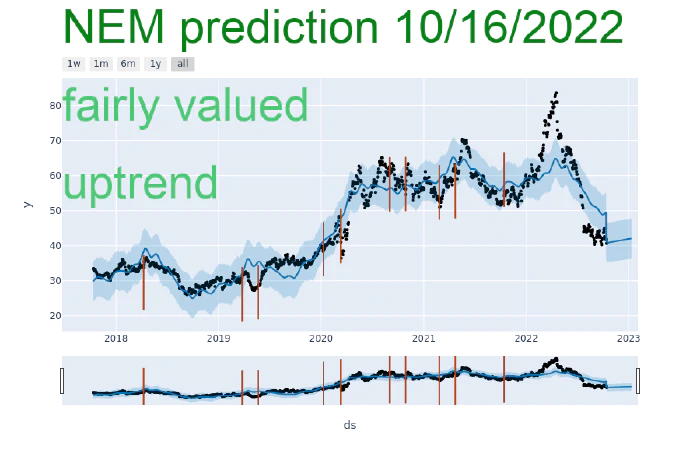 NEM prediction 10/16/2022
1w 1m 6m 1y all
fairly valued
uptrend
80
70
60
50
40
30
20
y
2018 2019 2020 2021 2022 2023
ds